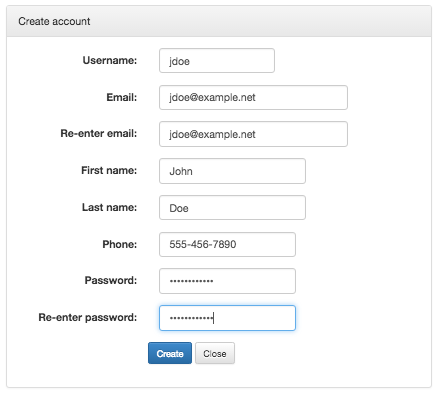 Create account
Username: jdoe
Email: jdoe@example.net
Re-enter email: jdoe@example.net
First name: John
Last name: Doe
Phone: 555-456-7890
Password: ••••••••••••
Re-enter password: ••••••••••••
Create Close